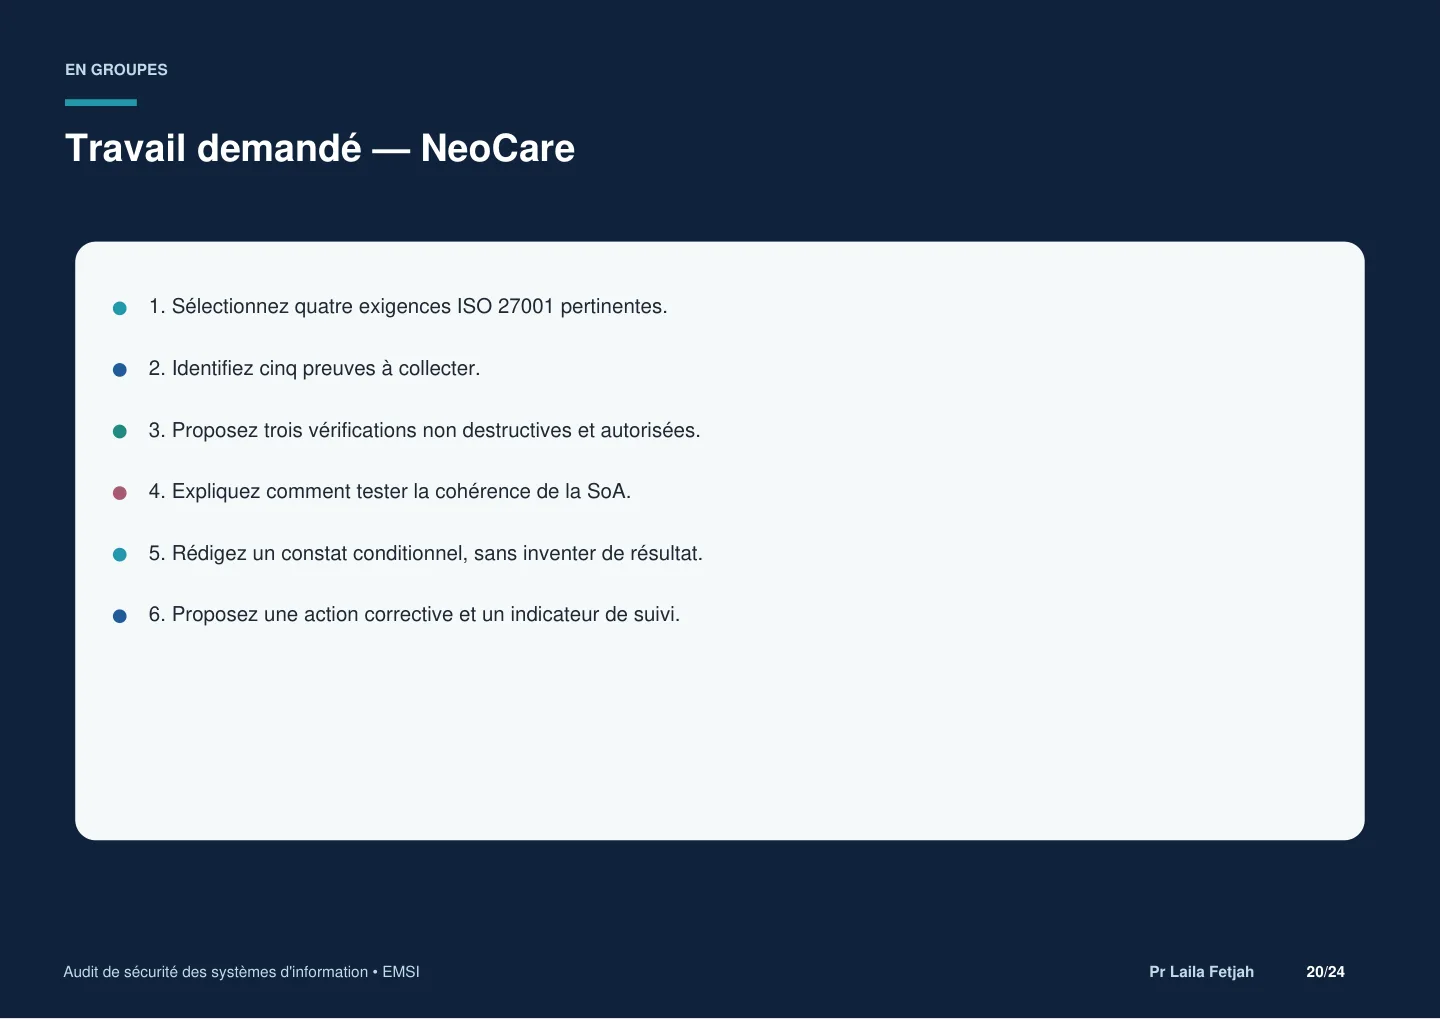 EN GROUPES
Travail demandé — NeoCare
1. Sélectionnez quatre exigences ISO 27001 pertinentes.
2. Identifiez cinq preuves à collecter.
3. Proposez trois vérifications non destructives et autorisées.
4. Expliquez comment tester la cohérence de la SoA.
5. Rédigez un constat conditionnel, sans inventer de résultat.
6. Proposez une action corrective et un indicateur de suivi.
Audit de sécurité des systèmes d'information • EMSI
Pr Laila Fetjah
20/24